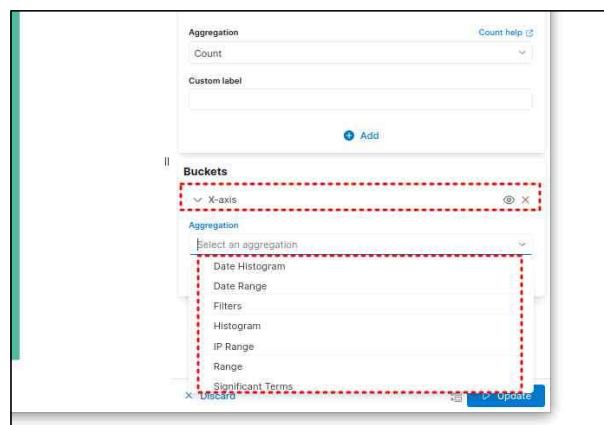 Aggregation
Count help
Count
Custom label
Add
Buckets
X-axis
Aggregation
Select an aggregation
Date Histogram
Date Range
Filters
Histogram
IP Range
Range
Significant Terms
Discard
Update